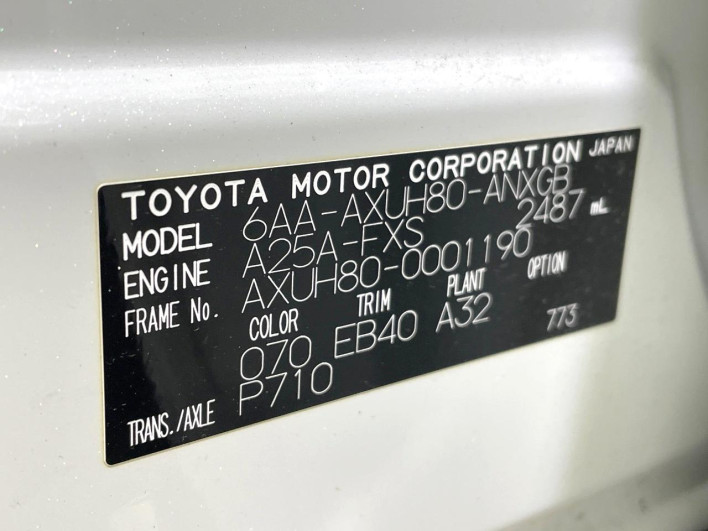 TOYOTA MOTOR CORPORATION JAPAN
MODEL 6AA-AXUH80-ANXGB
ENGINE A25A-FXS 2487 mL
FRAME No. AXUH80-0001190
COLOR TRIM PLANT OPTION
070 EB40 A32 773
TRANS./AXLE P710